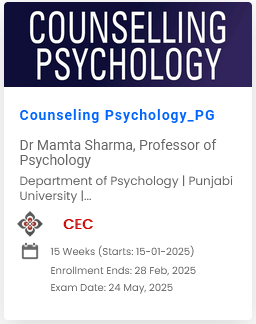 COUNSELLING
PSYCHOLOGY
Counseling Psychology_PG
Dr Mamta Sharma, Professor of
Psychology
Department of Psychology | Punjabi
University |...
CEC
15 Weeks (Starts: 15-01-2025)
Enrollment Ends: 28 Feb, 2025
Exam Date: 24 May, 2025